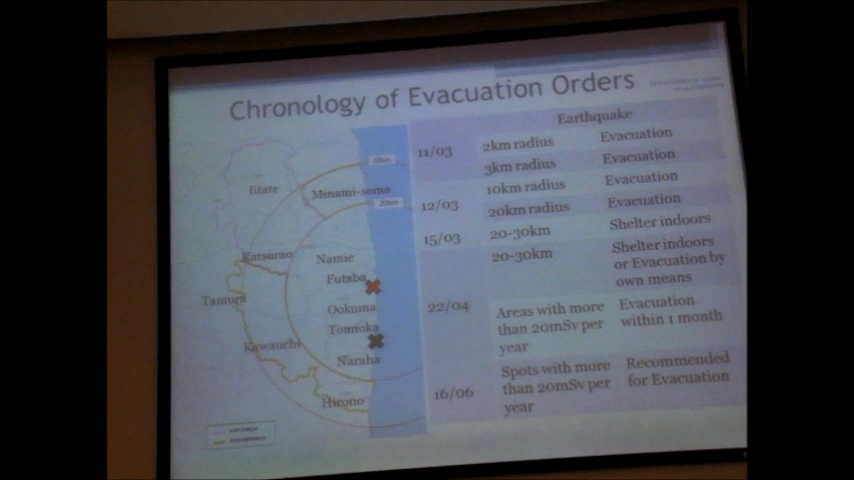 Chronology of Evacuation Orders
Earthquake
11/03
2km radius
Evacuation
3km radius
Evacuation
10km radius
Evacuation
12/03
20km radius
Evacuation
15/03
20-30km
Shelter indoors
20-30km
Shelter indoors
or Evacuation by
own means
22/04
Areas with more
than 20mSv per
year
Evacuation
within 1 month
16/06
Spots with more
than 20mSv per
year
Recommended
for Evacuation
30km
Iitate
Minami-soma
20km
Katsurao
Namie
Futaba
Tamura
Ookuma
Tomioka
Kawauchi
Naraha
Hirono